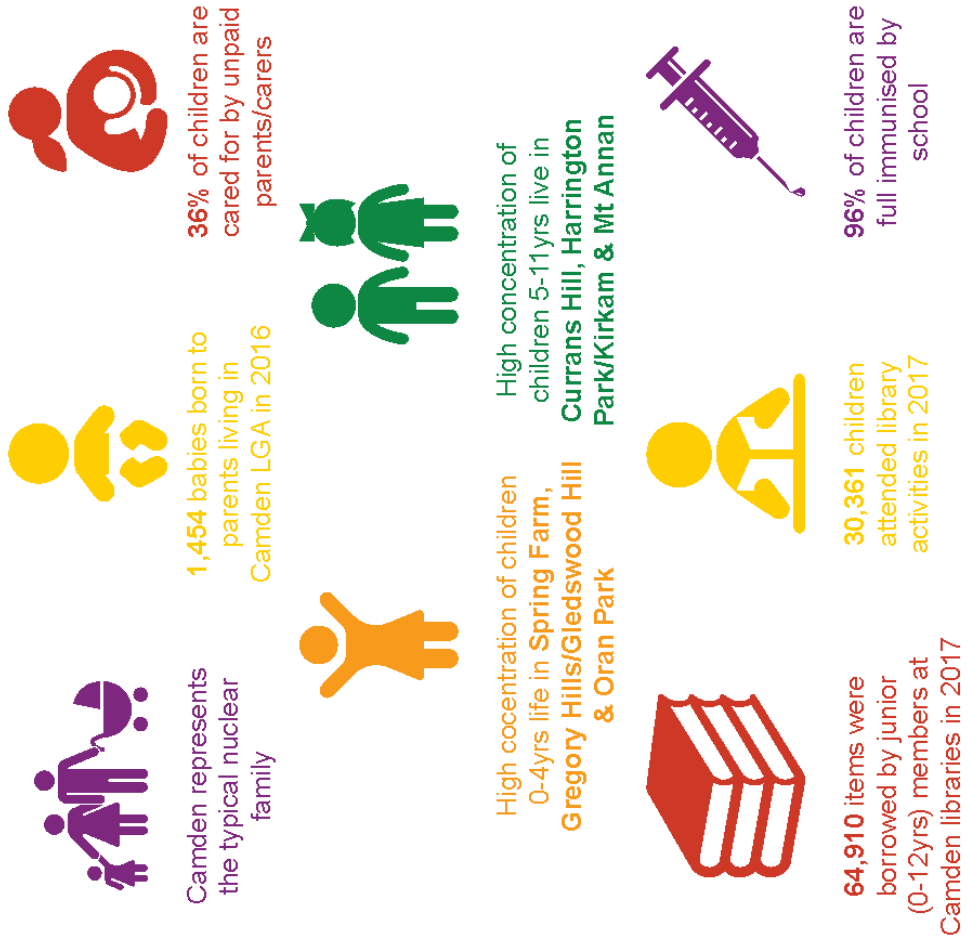 Camden represents
the typical nuclear
family
1,454 babies born to
parents living in
Camden LGA in 2016
36% of children are
cared for by unpaid
parents/carers
High cocentration of children
0-4yrs life in Spring Farm,
Gregory Hills/Gledswood Hill
& Oran Park
High concentration of
children 5-11yrs live in
Currans Hill, Harrington
Park/Kirkam & Mt Annan
64,910 items were
borrowed by junior
(0-12yrs) members at
Camden libraries in 2017
30,361 children
attended library
activities in 2017
96% of children are
full immunised by
school